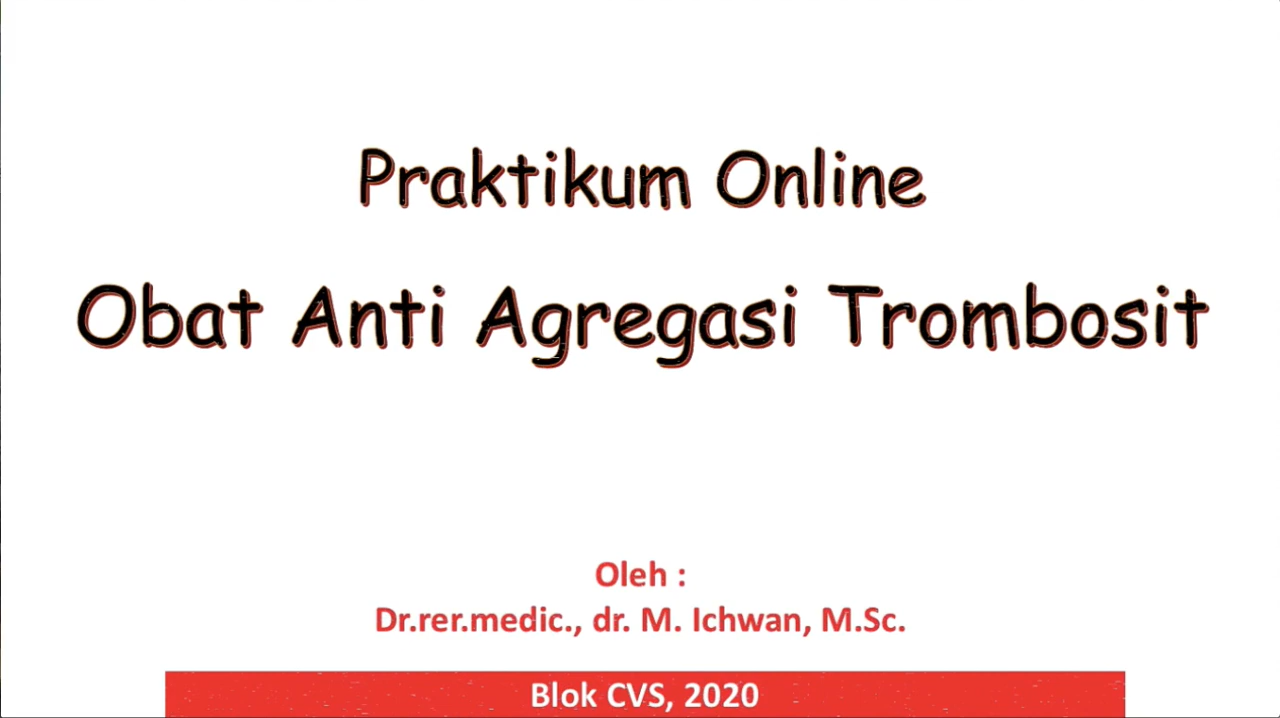 Praktikum Online
Obat Anti Agregasi Trombosit
Oleh :
Dr.rer.medic., dr. M. Ichwan, M.Sc.
Blok CVS, 2020